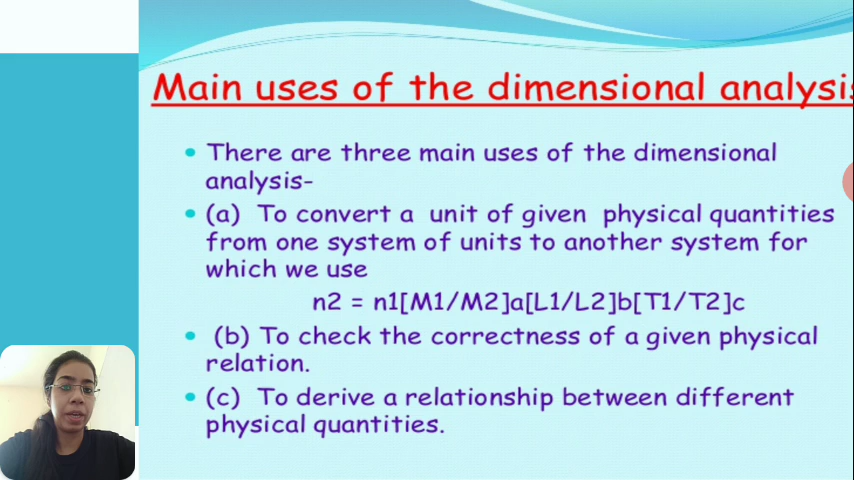 Main uses of the dimensional analysis
There are three main uses of the dimensional
analysis-
(a) To convert a unit of given physical quantities
from one system of units to another system for
which we use
n2 = n1[M1/M2]a[L1/L2]b[T1/T2]c
(b) To check the correctness of a given physical
relation.
(c) To derive a relationship between different
physical quantities.